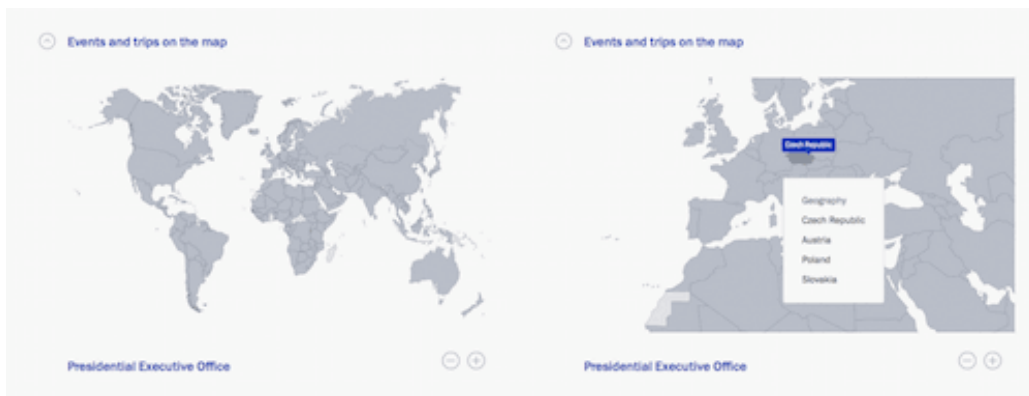 Events and trips on the map
Presidential Executive Office
Events and trips on the map
Czech Republic
Geography
Czech Republic
Austria
Poland
Slovakia
Presidential Executive Office